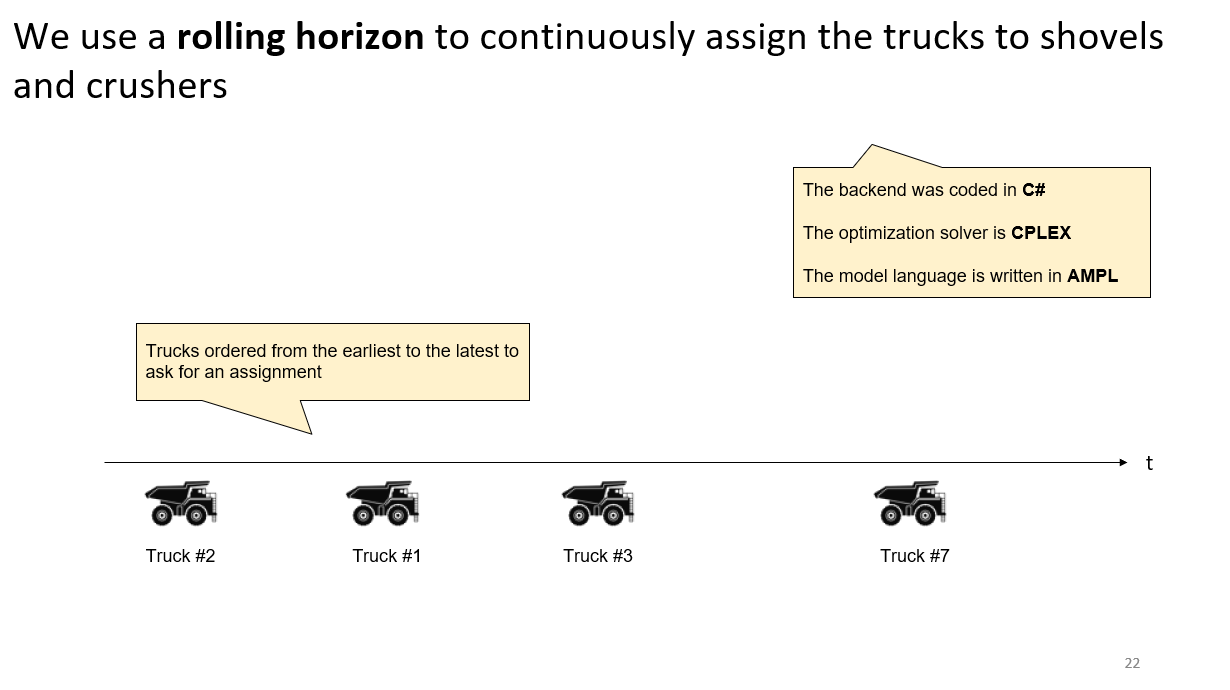 We use a rolling horizon to continuously assign the trucks to shovels
and crushers
The backend was coded in C#
The optimization solver is CPLEX
The model language is written in AMPL
Trucks ordered from the earliest to the latest to
ask for an assignment
t
Truck #2
Truck #1
Truck #3
Truck #7
22